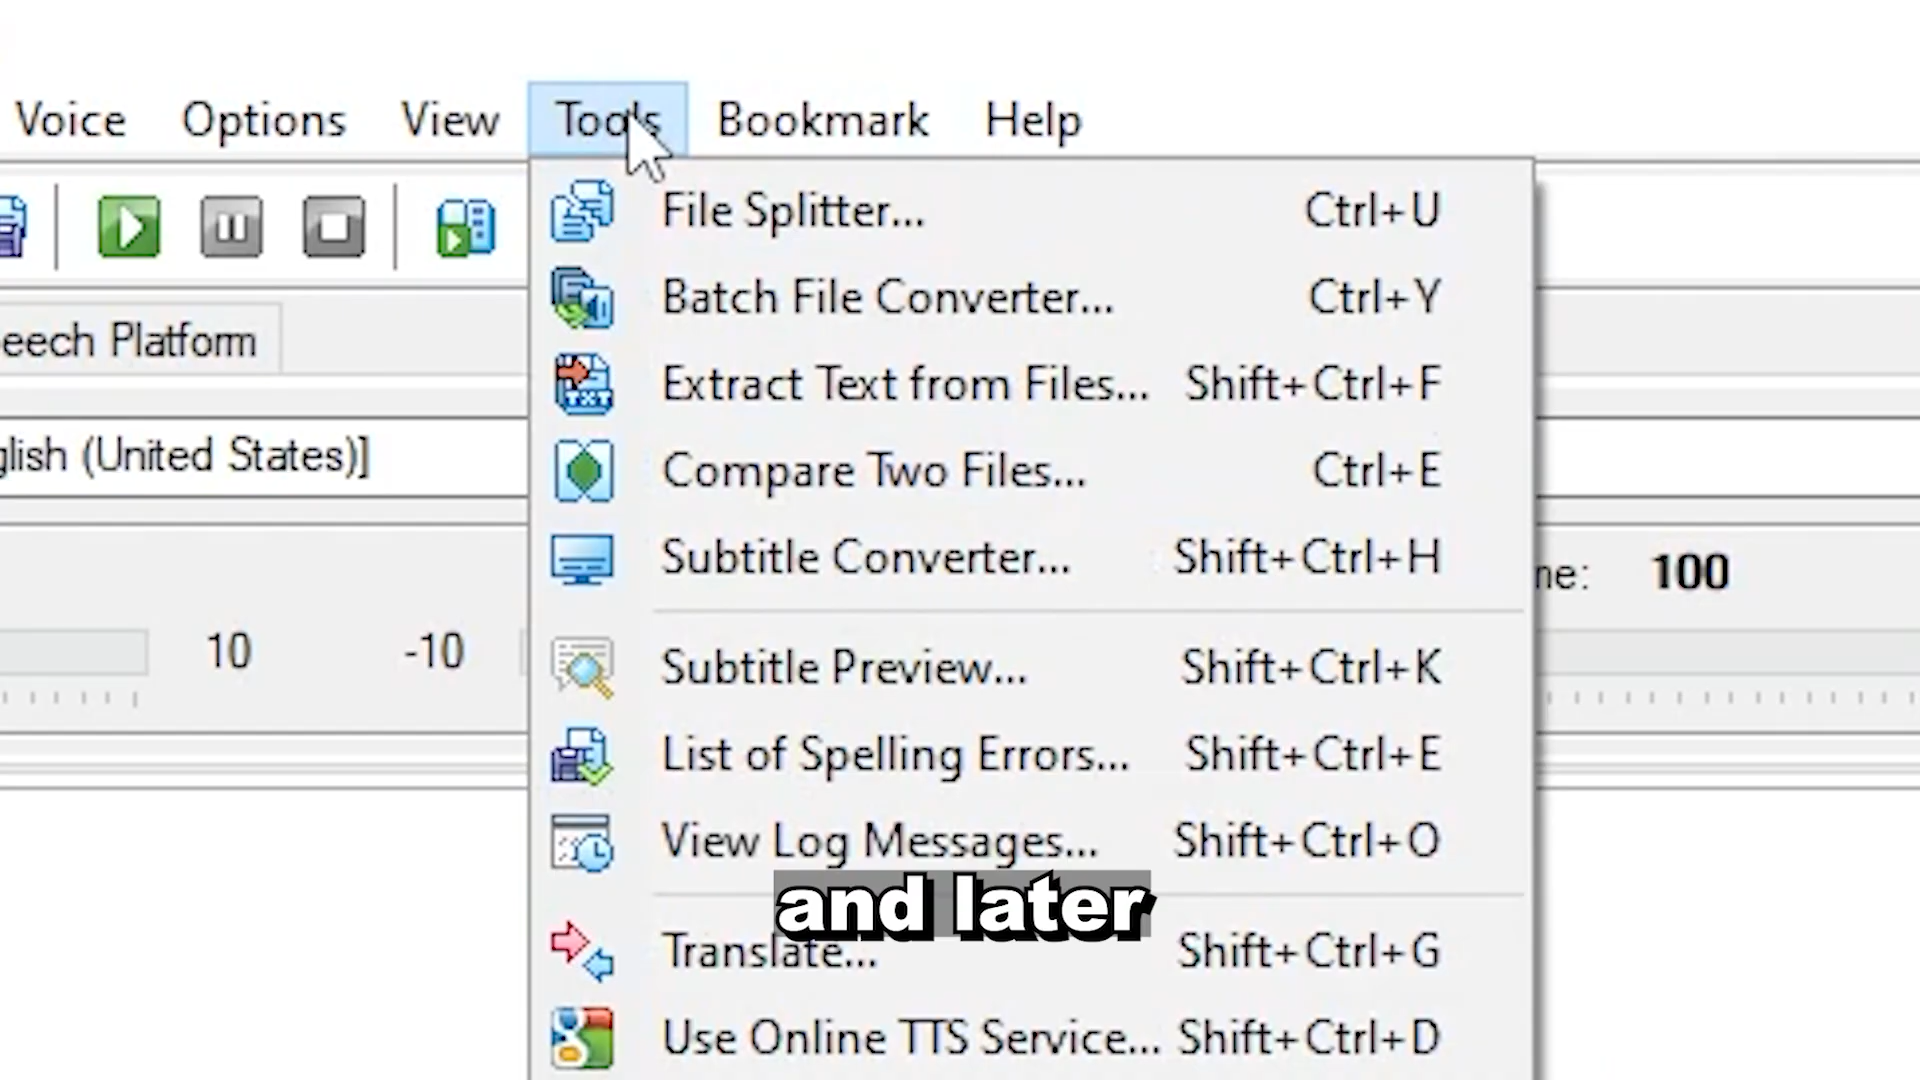 Voice Options View Tools Bookmark Help
File Splitter... Ctrl+U
Batch File Converter... Ctrl+Y
eech Platform
Extract Text from Files... Shift+Ctrl+F
TXT
glish (United States)]
Compare Two Files... Ctrl+E
Subtitle Converter... Shift+Ctrl+H
ne: 100
10 -10
Subtitle Preview... Shift+Ctrl+K
List of Spelling Errors... Shift+Ctrl+E
View Log Messages... Shift+Ctrl+O
and later
Translate... Shift+Ctrl+G
Use Online TTS Service... Shift+Ctrl+D